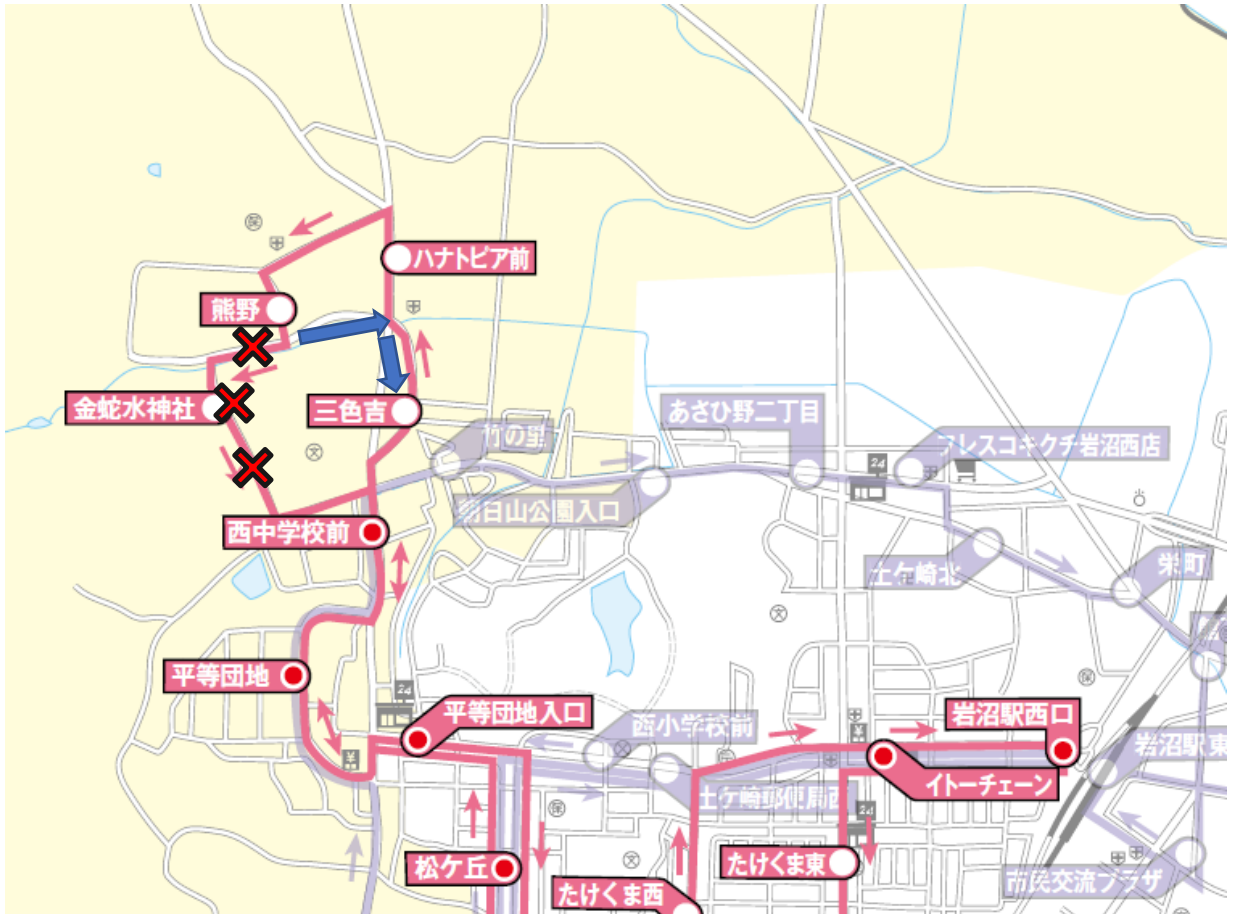 ハナトピア前
熊野
金蛇水神社
三色吉
あさひ野二丁目
竹の里
フレスコキクチ岩沼西店
24
朝日山公園入口
西中学校前
土ケ崎北
栄町
平等団地
24
平等団地入口
西小学校前
岩沼駅西口
岩沼駅東
イトーチェーン
土ケ崎郵便局西
24
松ケ丘
たけくま東
たけくま西
市民交流プラザ